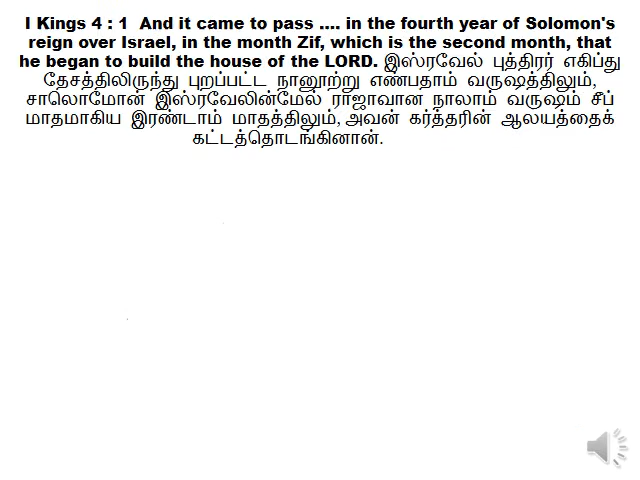 I Kings 4 : 1  And it came to pass .... in the fourth year of Solomon's
reign over Israel, in the month Zif, which is the second month, that
he began to build the house of the LORD. இஸ்ரவேல் புத்திரர் எகிப்து
தேசத்திலிருந்து புறப்பட்ட நானூற்று எண்பதாம் வருஷத்திலும்,
சாலொமோன் இஸ்ரவேலின்மேல் ராஜாவான நாலாம் வருஷம் சீப்
மாதமாகிய இரண்டாம் மாதத்திலும், அவன் கர்த்தரின் ஆலயத்தைக்
கட்டத்தொடங்கினான்.